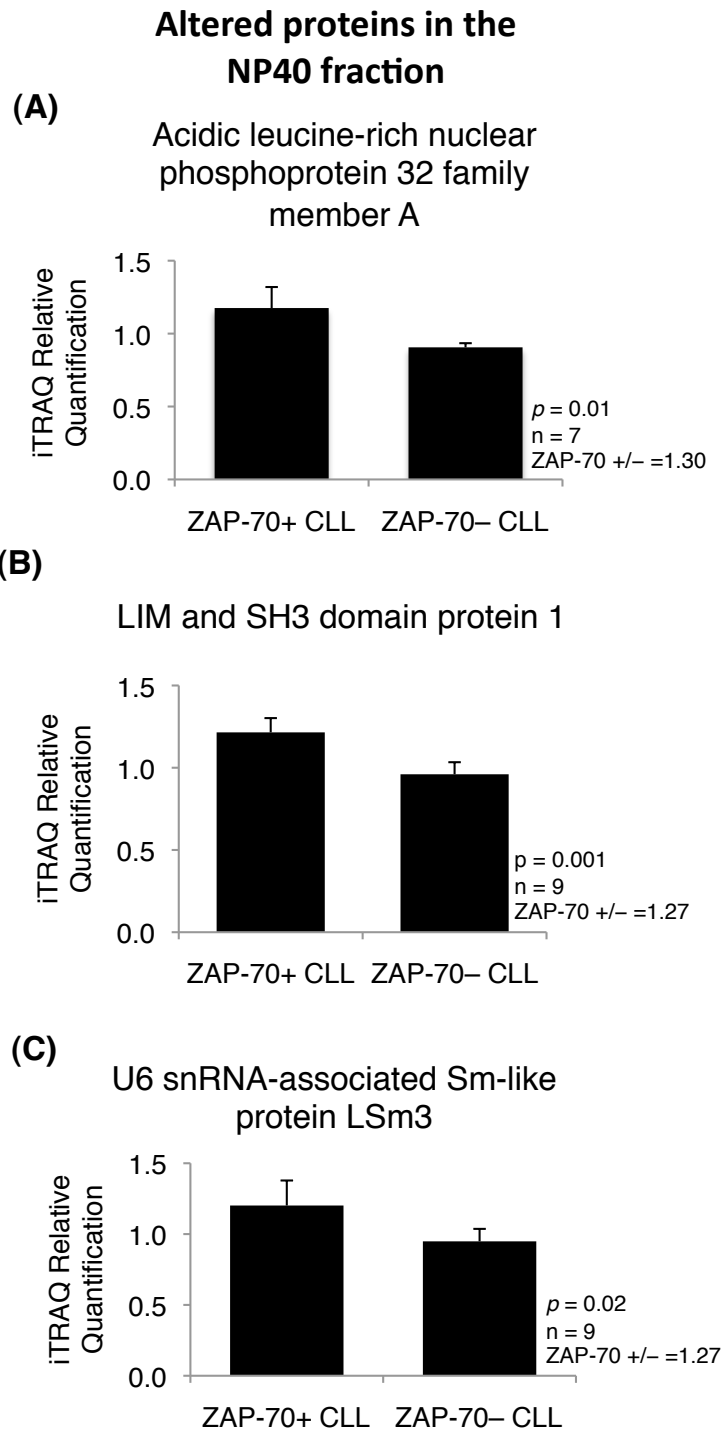 Altered proteins in the
NP40 fraction
(A)
Acidic leucine-rich nuclear
phosphoprotein 32 family
member A
iTRAQ Relative
Quantification
1.5
1.0
0.5
0.0
p = 0.01
n = 7
ZAP-70 +/– =1.30
ZAP-70+ CLL
ZAP-70– CLL
(B)
LIM and SH3 domain protein 1
iTRAQ Relative
Quantification
1.5
1.0
0.5
0.0
p = 0.001
n = 9
ZAP-70 +/– =1.27
ZAP-70+ CLL
ZAP-70– CLL
(C)
U6 snRNA-associated Sm-like
protein LSm3
iTRAQ Relative
Quantification
1.5
1.0
0.5
0.0
p = 0.02
n = 9
ZAP-70 +/– =1.27
ZAP-70+ CLL
ZAP-70– CLL